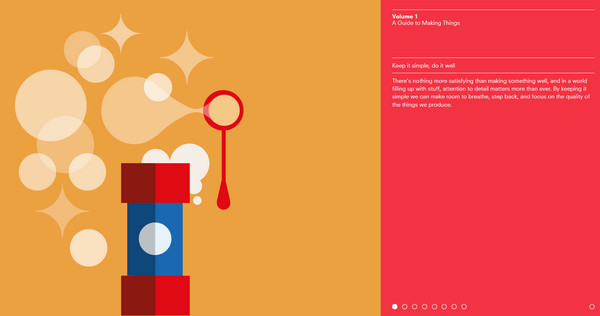 Volume 1
A Guide to Making Things
Keep it simple, do it well
There's nothing more satisfying than making something well, and in a world
filling up with stuff, attention to detail matters more than ever. By keeping it
simple we can make room to breathe, step back, and focus on the quality of
the things we produce.